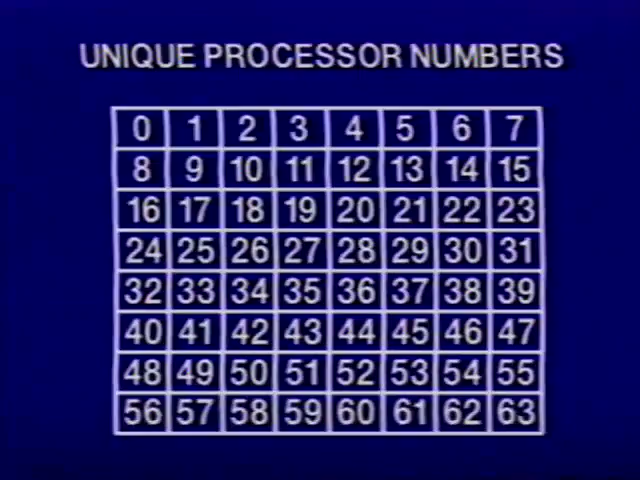 UNIQUE PROCESSOR NUMBERS
0 1 2 3 4 5 6 7
8 9 10 11 12 13 14 15
16 17 18 19 20 21 22 23
24 25 26 27 28 29 30 31
32 33 34 35 36 37 38 39
40 41 42 43 44 45 46 47
48 49 50 51 52 53 54 55
56 57 58 59 60 61 62 63